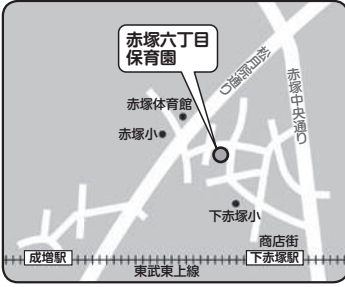 赤塚六丁目
保育園
松月院通り
赤塚中央通り
赤塚体育館
赤塚小
下赤塚小
商店街
成増駅
下赤塚駅
東武東上線